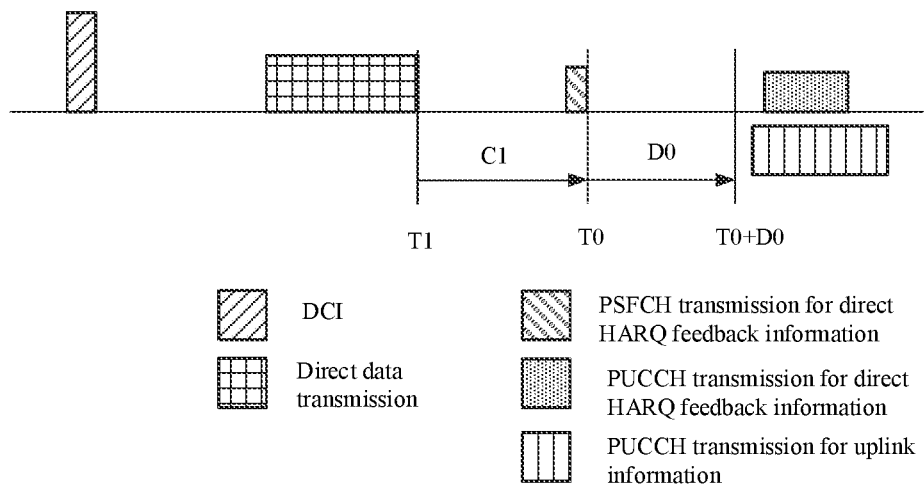 C1
D0
T1
T0
T0+D0
DCI
Direct data
transmission
PSFCH transmission for direct
HARQ feedback information
PUCCH transmission for direct
HARQ feedback information
PUCCH transmission for uplink
information